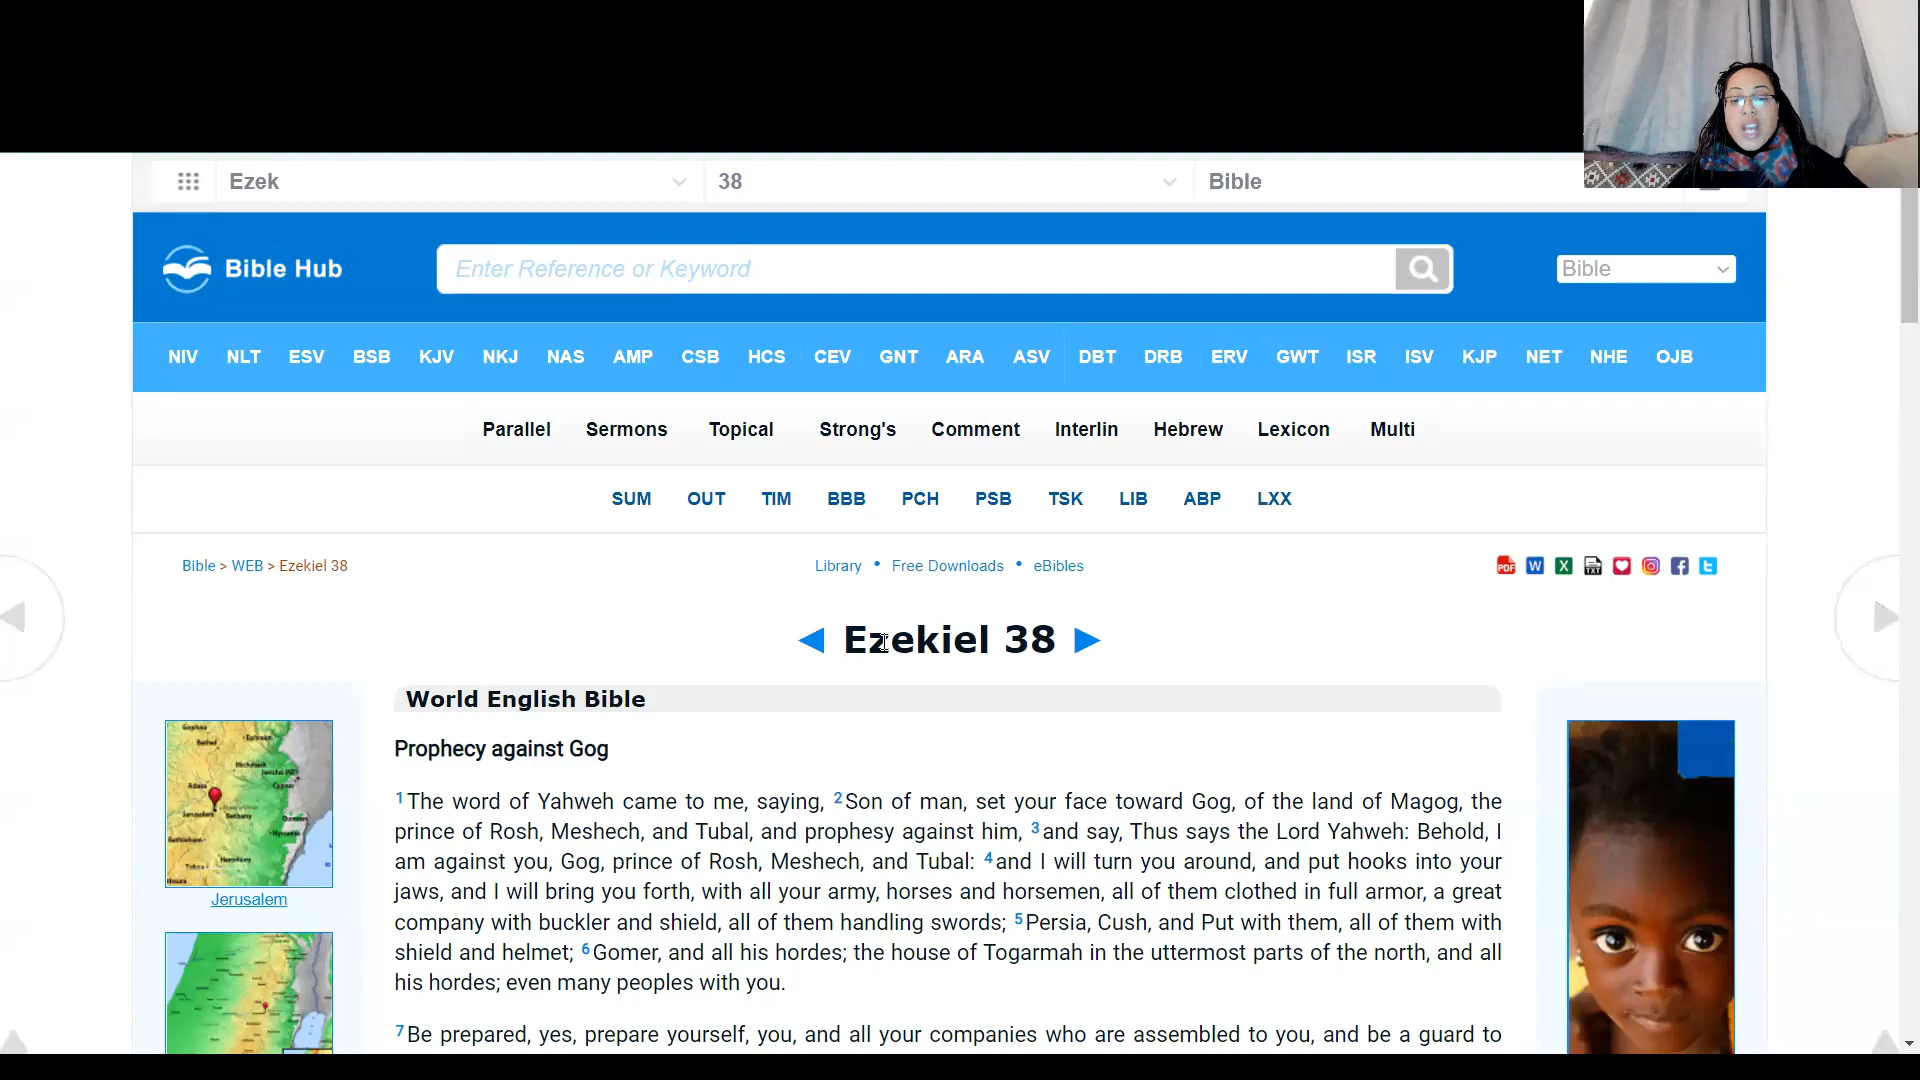 Ezek
38
Bible
Bible Hub
Enter Reference or Keyword
Bible
NIV NLT ESV BSB KJV NKJ NAS AMP CSB HCS CEV GNT ARA ASV DBT DRB ERV GWT ISR ISV KJP NET NHE OJB
Parallel Sermons Topical Strong's Comment Interlin Hebrew Lexicon Multi
SUM OUT TIM BBB PCH PSB TSK LIB ABP LXX
Bible > WEB > Ezekiel 38
Library • Free Downloads • eBibles
PDF W X TXT
◄ Ezekiel 38 ►
World English Bible
Prophecy against Gog
1The word of Yahweh came to me, saying, 2Son of man, set your face toward Gog, of the land of Magog, the
prince of Rosh, Meshech, and Tubal, and prophesy against him, 3and say, Thus says the Lord Yahweh: Behold, I
am against you, Gog, prince of Rosh, Meshech, and Tubal: 4and I will turn you around, and put hooks into your
jaws, and I will bring you forth, with all your army, horses and horsemen, all of them clothed in full armor, a great
company with buckler and shield, all of them handling swords; 5Persia, Cush, and Put with them, all of them with
shield and helmet; 6Gomer, and all his hordes; the house of Togarmah in the uttermost parts of the north, and all
his hordes; even many peoples with you.
7Be prepared, yes, prepare yourself, you, and all your companies who are assembled to you, and be a guard to
Jerusalem